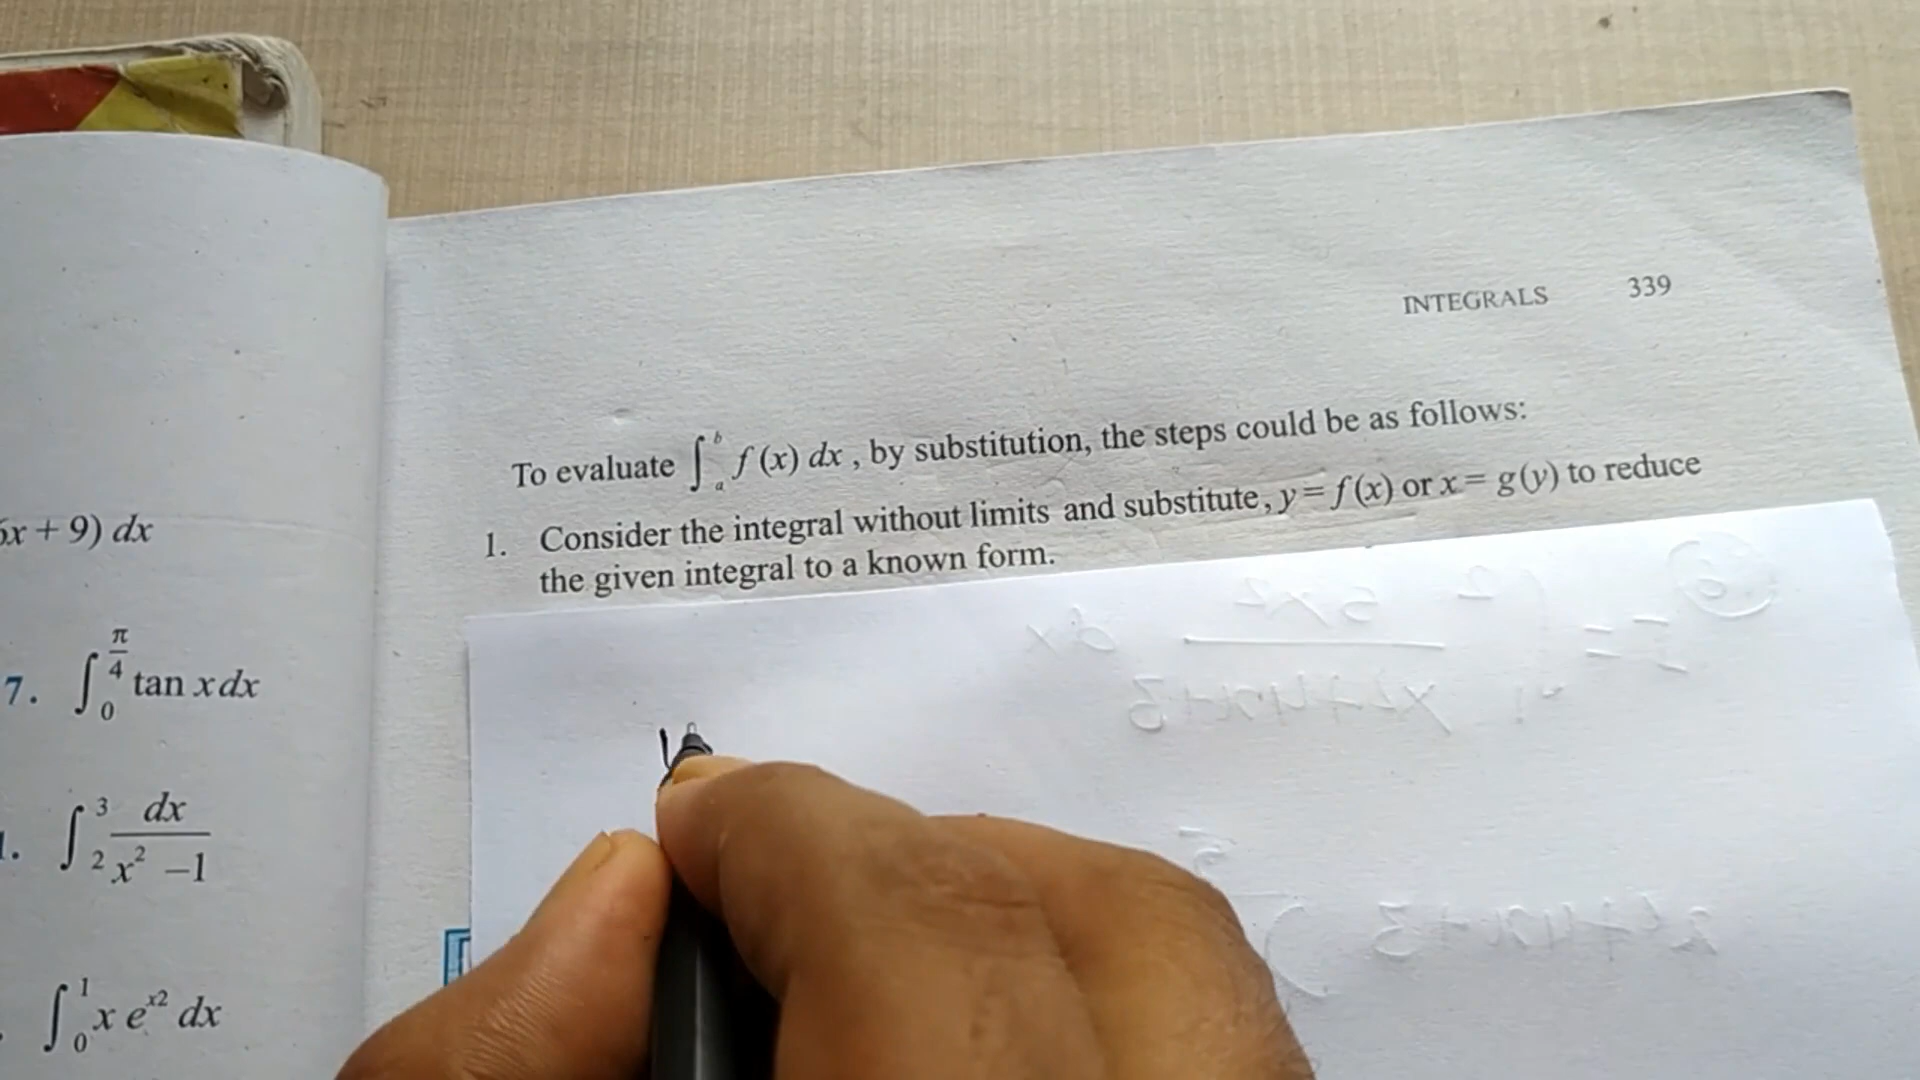 INTEGRALS 339
To evaluate ∫ₐᵇ f (x) dx , by substitution, the steps could be as follows:
1. Consider the integral without limits and substitute, y = f (x) or x = g(y) to reduce
the given integral to a known form.
x + 9) dx
7. ∫₀^(π/4) tan x dx
∫₂³ dx / (x² –1)
∫₀¹ x e^(x2) dx